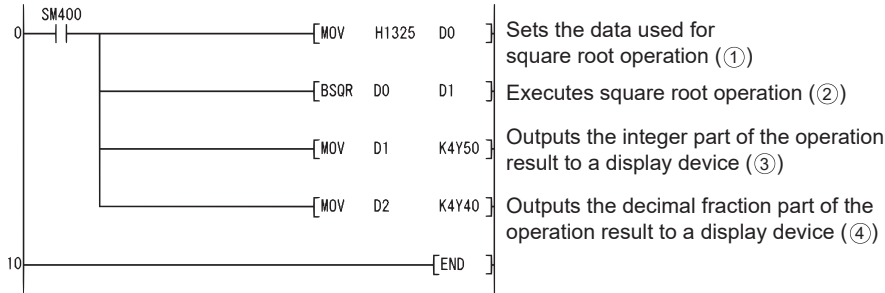 SM400
0 MOV H1325 D0 Sets the data used for
square root operation (①)
BSQR D0 D1 Executes square root operation (②)
MOV D1 K4Y50 Outputs the integer part of the operation
result to a display device (③)
MOV D2 K4Y40 Outputs the decimal fraction part of the
operation result to a display device (④)
10 END